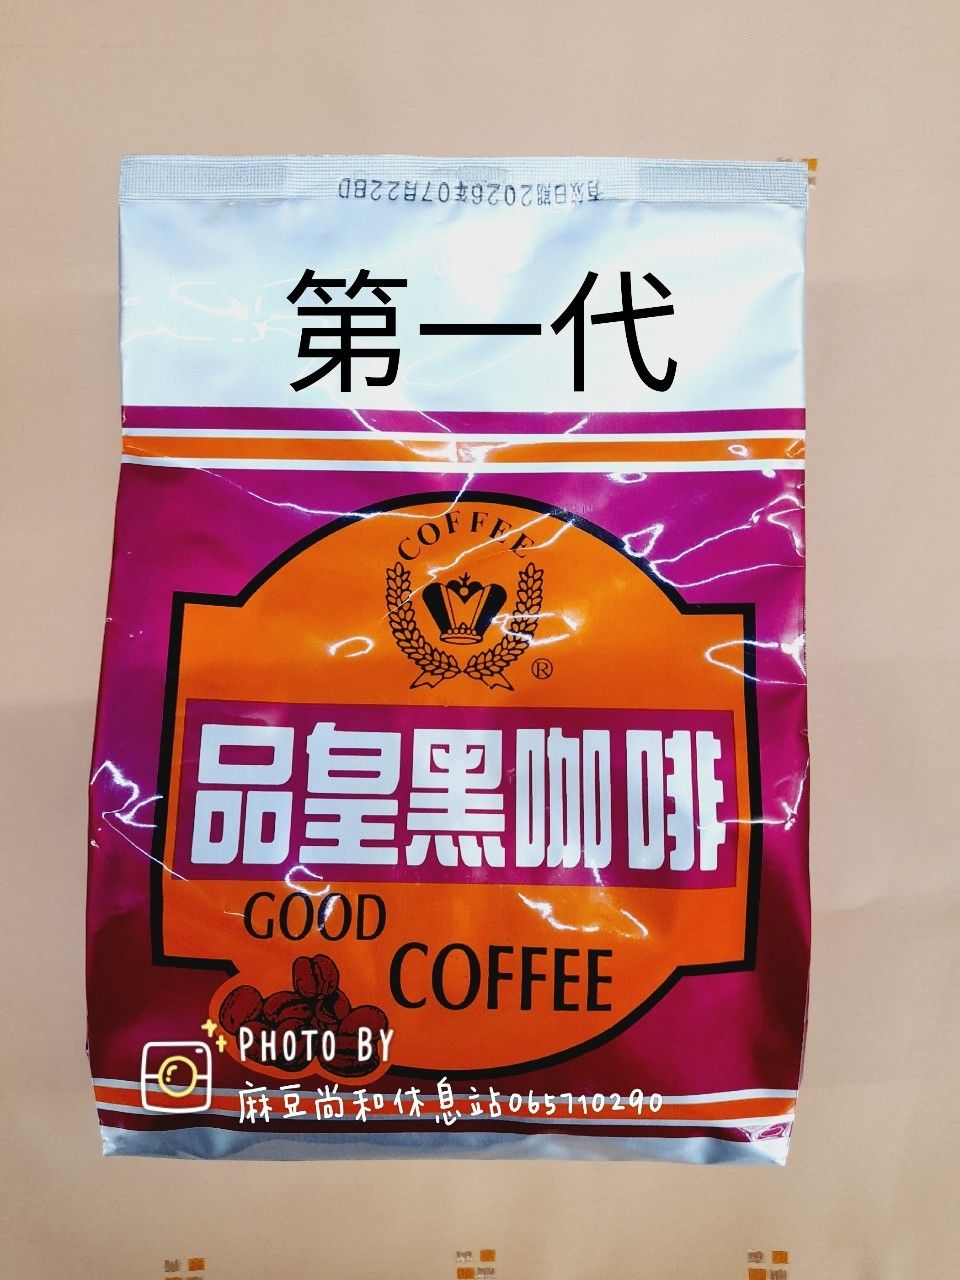 有效日期2026年07月22BD
第一代
COFFEE
®
品皇黑咖啡
GOOD
COFFEE
PHOTO BY
麻豆尚和休息站065710290